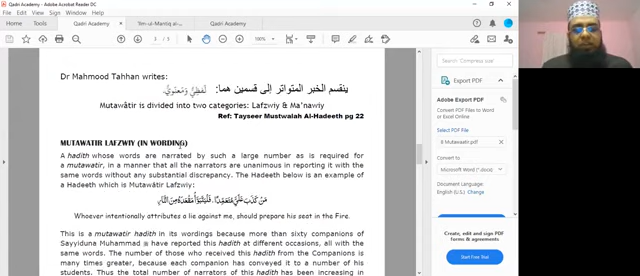 Qadri Academy - Adobe Acrobat Reader DC
File Edit View Sign Window Help
Home Tools Qadri Academy × Qadri Academy
3 / 3 100%
Dr Mahmood Tahhan writes:
ينقسم الخبر المتواتر إلى قسمين هما: لَفْظِيٌّ وَمَعْنَوِيٌّ.
Mutawātir is divided into two categories: Lafzwiy & Ma'nawiy
Ref: Tayseer Mustwalah Al-Hadeeth pg 22
MUTAWATIR LAFZWIY (IN WORDING)
A hadith whose words are narrated by such a large number as is required for
a mutawatir, in a manner that all the narrators are unanimous in reporting it with
the same words without any substantial discrepancy. The Hadeeth below is an example of
a Hadeeth which is Mutawātir Lafzwiy:
مَنْ كَذَبَ عَلَيَّ مُتَعَمِّدًا، فَلْيَتَبَوَّأْ مَقْعَدَهُ مِنَ النَّارِ
Whoever intentionally attributes a lie against me, should prepare his seat in the Fire.
This is a mutawatir hadith in its wordings because more than sixty companions of
Sayyiduna Muhammad ﷺ have reported this hadith at different occasions, all with the
same words. The number of those who received this hadith from the Companions is
many times greater, because each companion has conveyed it to a number of his
students. Thus the total number of narrators of this hadith has been increasing in
Export PDF
Adobe Export PDF
Convert PDF Files to Word
or Excel Online
Select PDF File
Convert to
Microsoft Word (*.docx)
Document Language:
English (U.S.) Change
Create, edit and sign PDF
forms & agreements
Start Free Trial